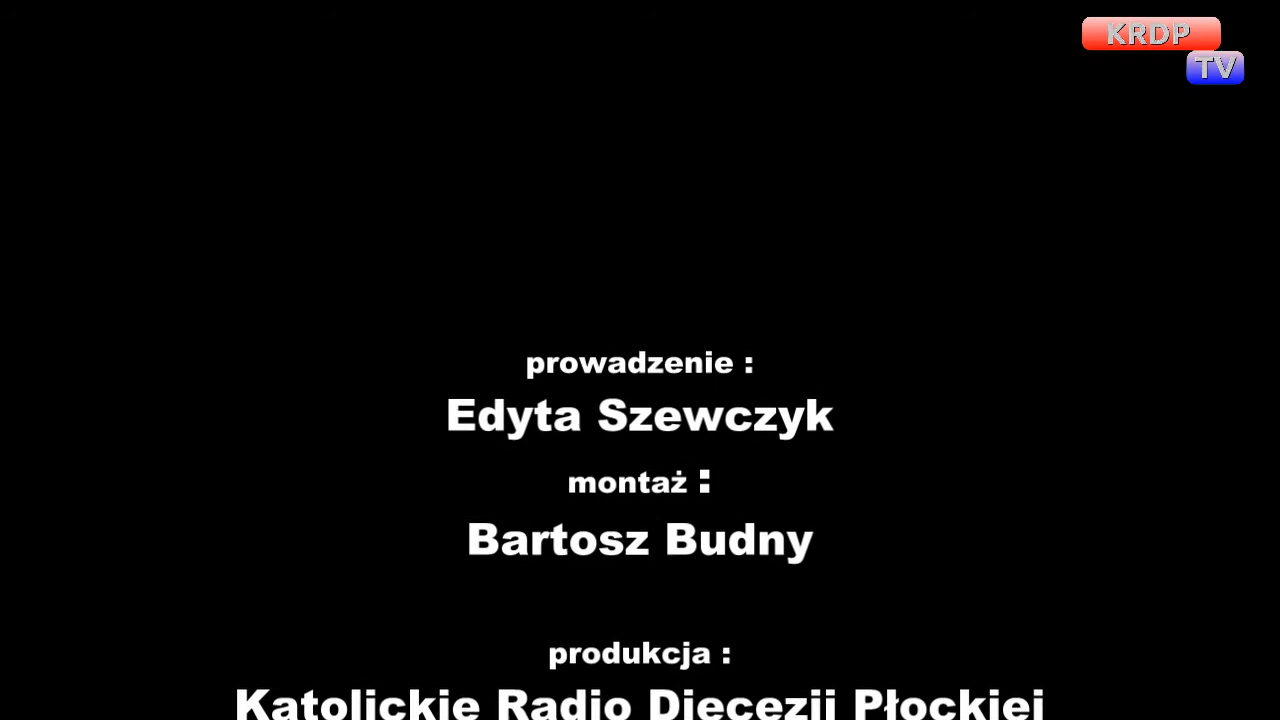 KRDP
TV
prowadzenie :
Edyta Szewczyk
montaż :
Bartosz Budny
produkcja :
Katolickie Radio Diecezji Płockiej